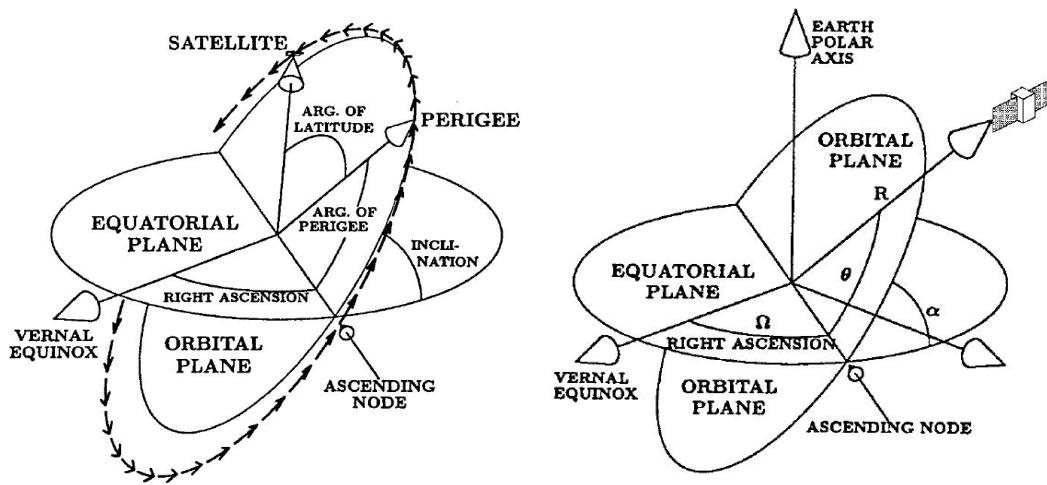 SATELLITE
ARG. OF
LATITUDE
PERIGEE
EQUATORIAL
PLANE
ARG. OF
PERIGEE
INCLI-
NATION
RIGHT ASCENSION
VERNAL
EQUINOX
ORBITAL
PLANE
ASCENDING
NODE
EARTH
POLAR
AXIS
ORBITAL
PLANE
R
EQUATORIAL
PLANE
θ
α
Ω
RIGHT ASCENSION
VERNAL
EQUINOX
ORBITAL
PLANE
ASCENDING NODE